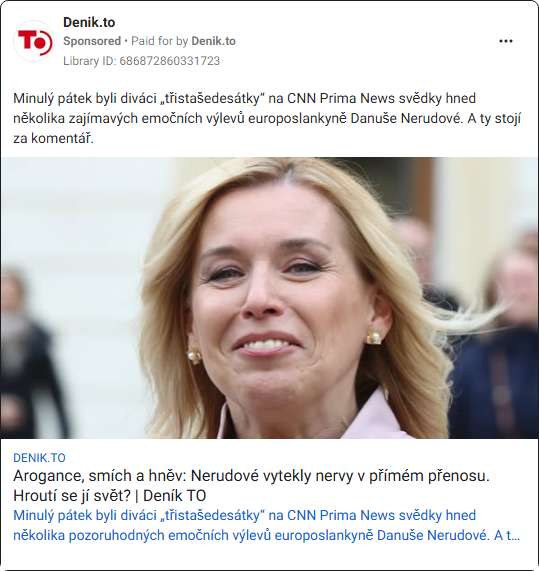 Denik.to
Sponsored • Paid for by Denik.to
Library ID: 686872860331723
Minulý pátek byli diváci „třistašedesátky“ na CNN Prima News svědky hned
několika zajímavých emočních výlevů europoslankyně Danuše Nerudové. A ty stojí
za komentář.
DENIK.TO
Arogance, smích a hněv: Nerudové vytekly nervy v přímém přenosu.
Hroutí se jí svět? | Deník TO
Minulý pátek byli diváci „třistašedesátky“ na CNN Prima News svědky hned
několika pozoruhodných emočních výlevů europoslankyně Danuše Nerudové. A t...